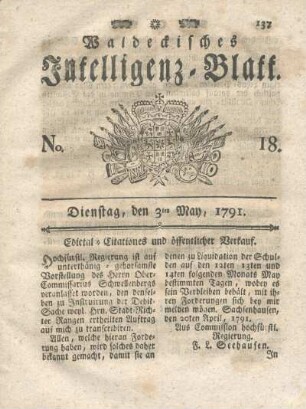 137
Waldeckisches
Intelligenz-Blatt.
No. 18.
Dienstag, den 3ten May, 1791.
Edictal-Citationes und öffentlicher Verkauf.
Hochfürstl. Regierung ist auf
unterthänig-gehorsamste
Vorstellung des Herrn Ober-
Commissarius Schwellenberg
veranlasset worden, den densel-
ben zu Instruirung der Debit-
Sache weyl. Hrn. Stadt-Rich-
ter Rangen ertheilten Auftrag
auf mich zu transcribiren.
Allen, welche hieran Forde-
rung haben, wird solches daher
bekannt gemacht, damit sie an
denen zu Liquidation der Schul-
den auf den 12ten 13ten und
14ten folgenden Monats May
bestimmten Tagen, wobey es
sein Verbleiben behält, mit ih-
ren Forderungen sich bey mir
melden mögen. Sachsenhausen,
den 20ten April, 1791.
Aus Commission hochfürstl.
Regierung.
F. L. Seehausen.
In